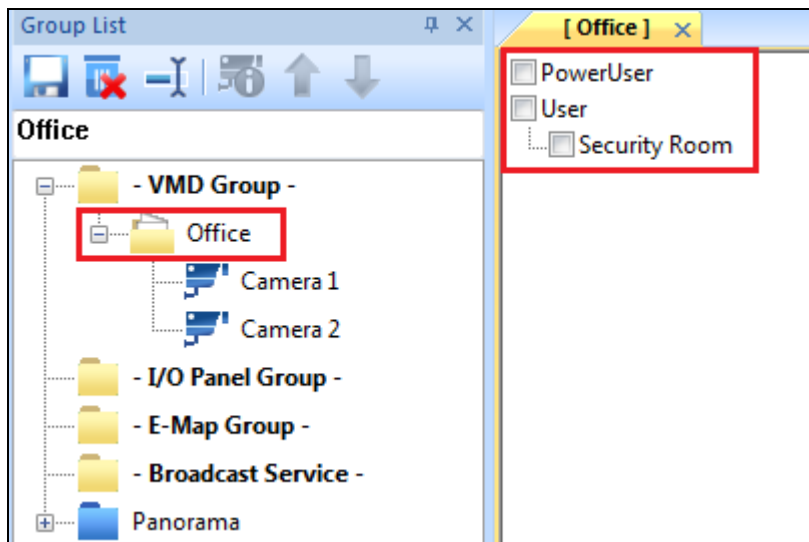 Group List
Office
- VMD Group -
Office
Camera 1
Camera 2
- I/O Panel Group -
- E-Map Group -
- Broadcast Service -
Panorama
[ Office ]
PowerUser
User
Security Room